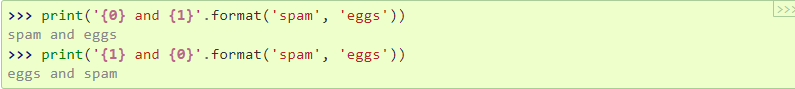 >>> print('{0} and {1}'.format('spam', 'eggs'))
spam and eggs
>>> print('{1} and {0}'.format('spam', 'eggs'))
eggs and spam
>>>